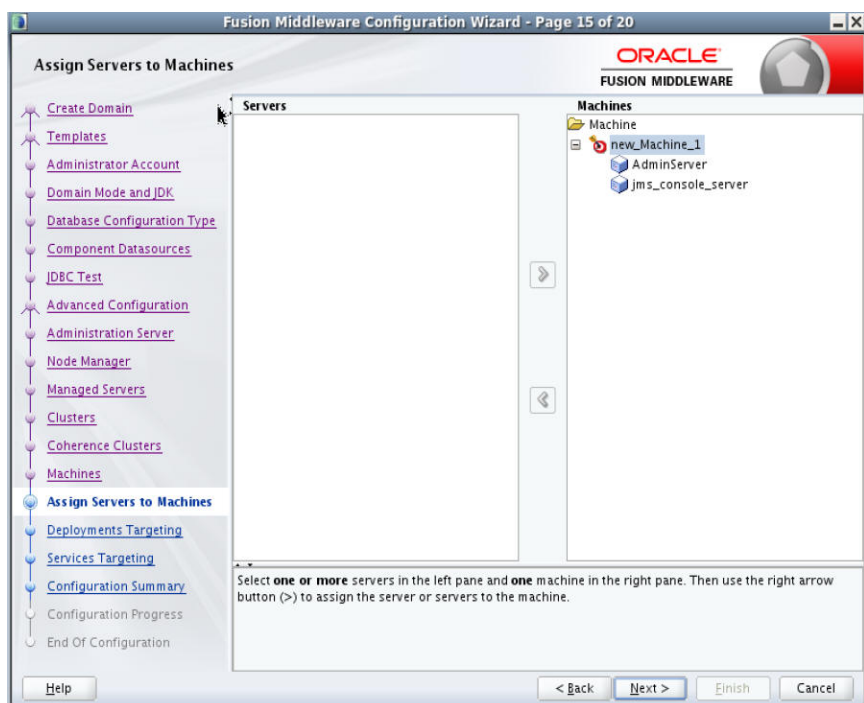 Fusion Middleware Configuration Wizard - Page 15 of 20
Assign Servers to Machines
ORACLE
FUSION MIDDLEWARE
Create Domain
Templates
Administrator Account
Domain Mode and JDK
Database Configuration Type
Component Datasources
JDBC Test
Advanced Configuration
Administration Server
Node Manager
Managed Servers
Clusters
Coherence Clusters
Machines
Assign Servers to Machines
Deployments Targeting
Services Targeting
Configuration Summary
Configuration Progress
End Of Configuration
Servers
Machines
Machine
new_Machine_1
AdminServer
jms_console_server
Select one or more servers in the left pane and one machine in the right pane. Then use the right arrow
button (>) to assign the server or servers to the machine.
Help
< Back
Next >
Finish
Cancel